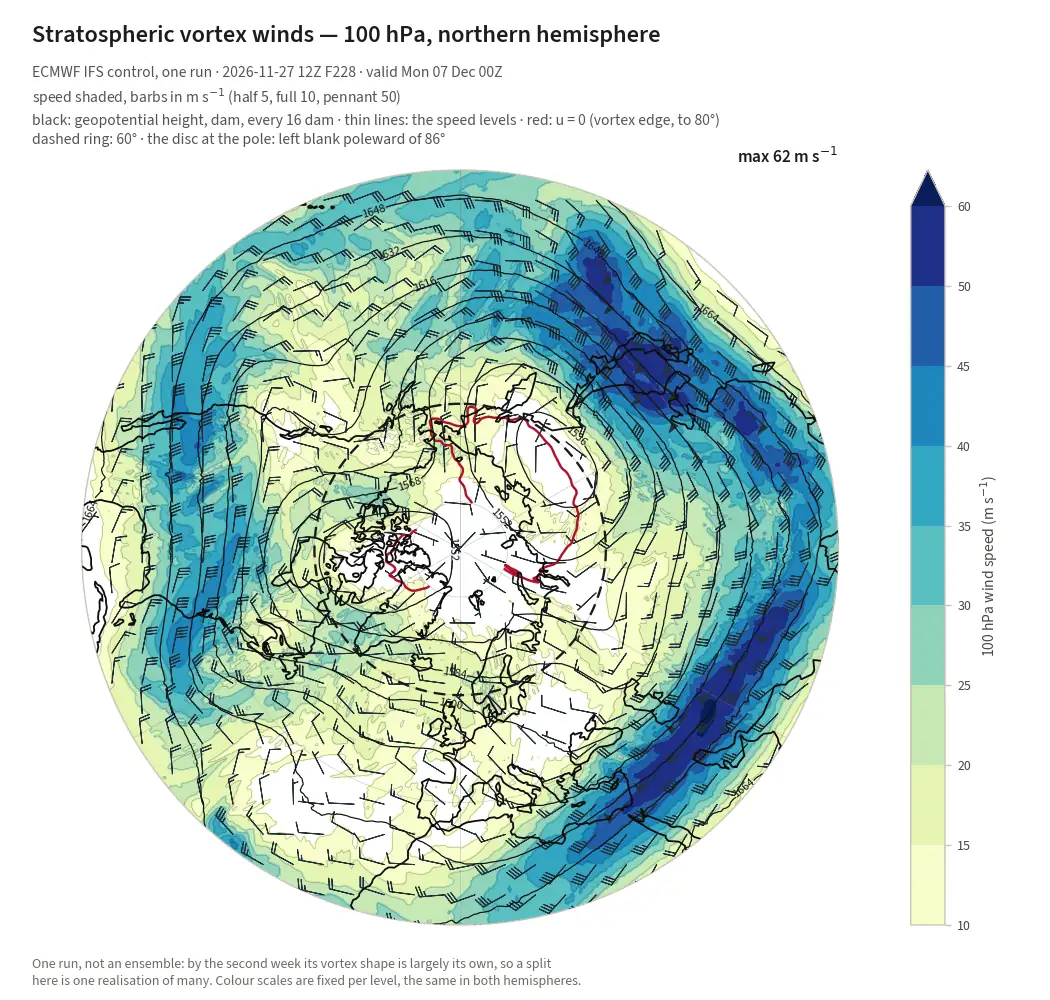 Stratospheric vortex winds — 100 hPa, northern hemisphere
ECMWF IFS control, one run · 2026-11-27 12Z F228 · valid Mon 07 Dec 00Z
speed shaded, barbs in m s⁻¹ (half 5, full 10, pennant 50)
black: geopotential height, dam, every 16 dam · thin lines: the speed levels · red: u = 0 (vortex edge, to 80°)
dashed ring: 60° · the disc at the pole: left blank poleward of 86°
max 62 m s⁻¹
1648
1632
1616
1648
1664
1596
1568
1552
1664
1584
1600
1664
60
50
45
40
35
30
25
20
15
10
100 hPa wind speed (m s⁻¹)
One run, not an ensemble: by the second week its vortex shape is largely its own, so a split
here is one realisation of many. Colour scales are fixed per level, the same in both hemispheres.